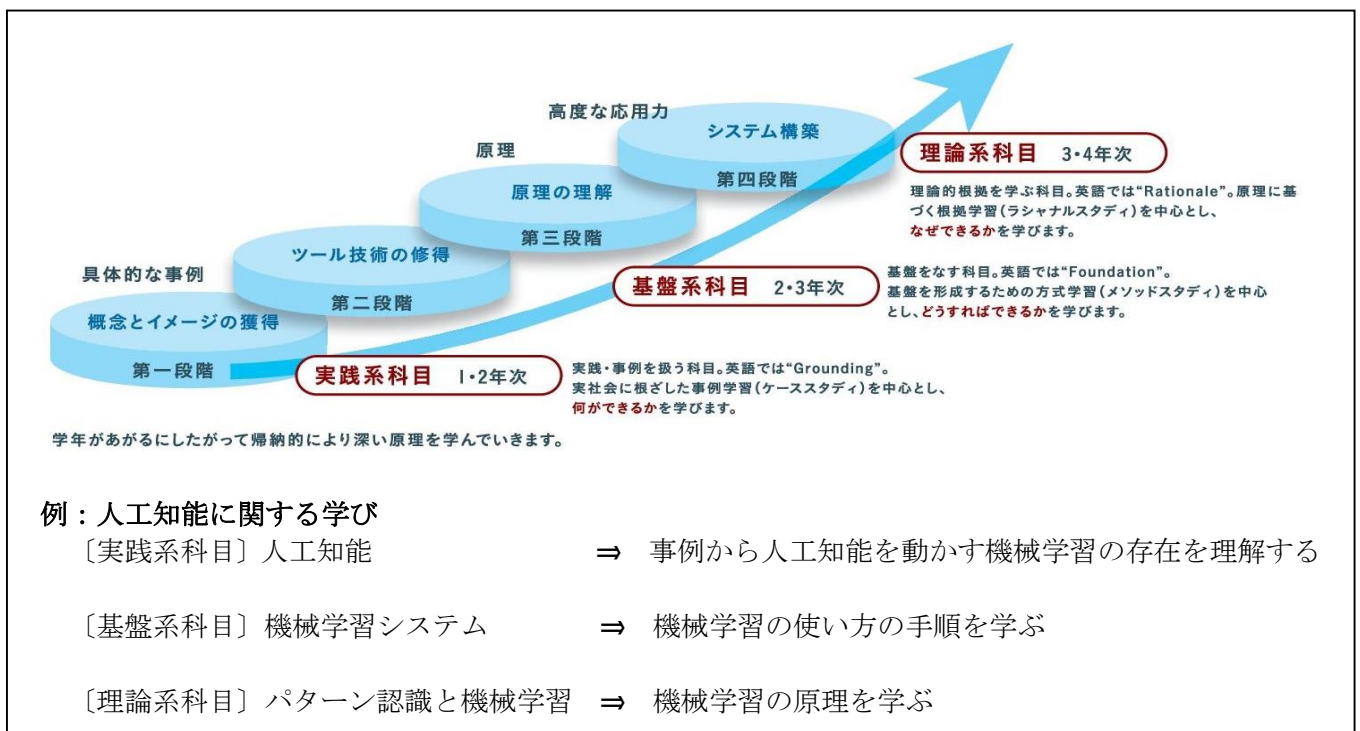 高度な応用力
システム構築
第四段階
理論系科目 3・4年次
理論的根拠を学ぶ科目。英語では“Rationale”。原理に基
づく根拠学習(ラショナルスタディ)を中心とし、
なぜできるかを学びます。
原理
原理の理解
第三段階
基盤系科目 2・3年次
基盤をなす科目。英語では“Foundation”。
基盤を形成するための方式学習(メソッドスタディ)を中心
とし、どうすればできるかを学びます。
ツール技術の修得
第二段階
具体的な事例
概念とイメージの獲得
第一段階
実践系科目 1・2年次
実践・事例を扱う科目。英語では“Grounding”。
実社会に根ざした事例学習(ケーススタディ)を中心とし、
何ができるかを学びます。
学年があがるにしたがって帰納的により深い原理を学んでいきます。
例:人工知能に関する学び
〔実践系科目〕人工知能 ⇒ 事例から人工知能を動かす機械学習の存在を理解する
〔基盤系科目〕機械学習システム ⇒ 機械学習の使い方の手順を学ぶ
〔理論系科目〕パターン認識と機械学習 ⇒ 機械学習の原理を学ぶ